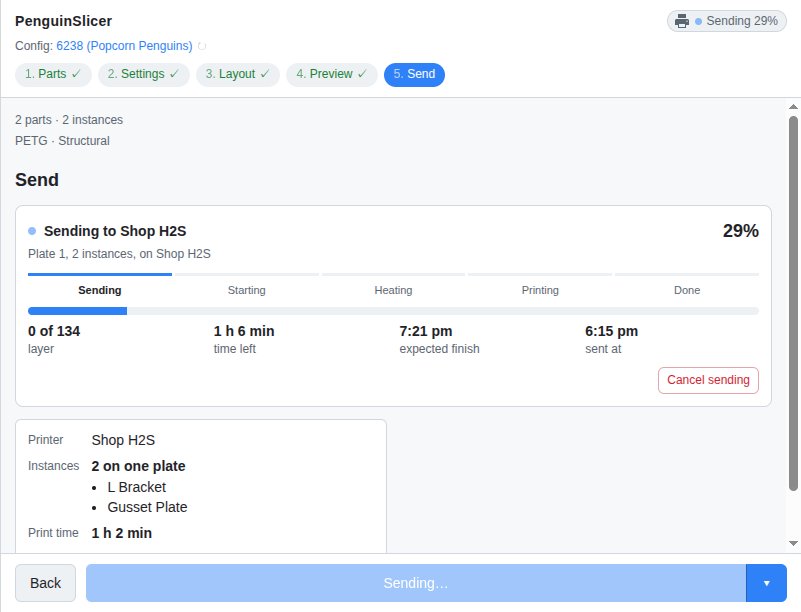 PenguinSlicer
Sending 29%
Config: 6238 (Popcorn Penguins)
1. Parts ✓
2. Settings ✓
3. Layout ✓
4. Preview ✓
5. Send
2 parts · 2 instances
PETG · Structural
Send
Sending to Shop H2S
29%
Plate 1, 2 instances, on Shop H2S
Sending
Starting
Heating
Printing
Done
0 of 134
1 h 6 min
7:21 pm
6:15 pm
layer
time left
expected finish
sent at
Cancel sending
Printer Shop H2S
Instances 2 on one plate
• L Bracket
• Gusset Plate
Print time 1 h 2 min
Back
Sending…